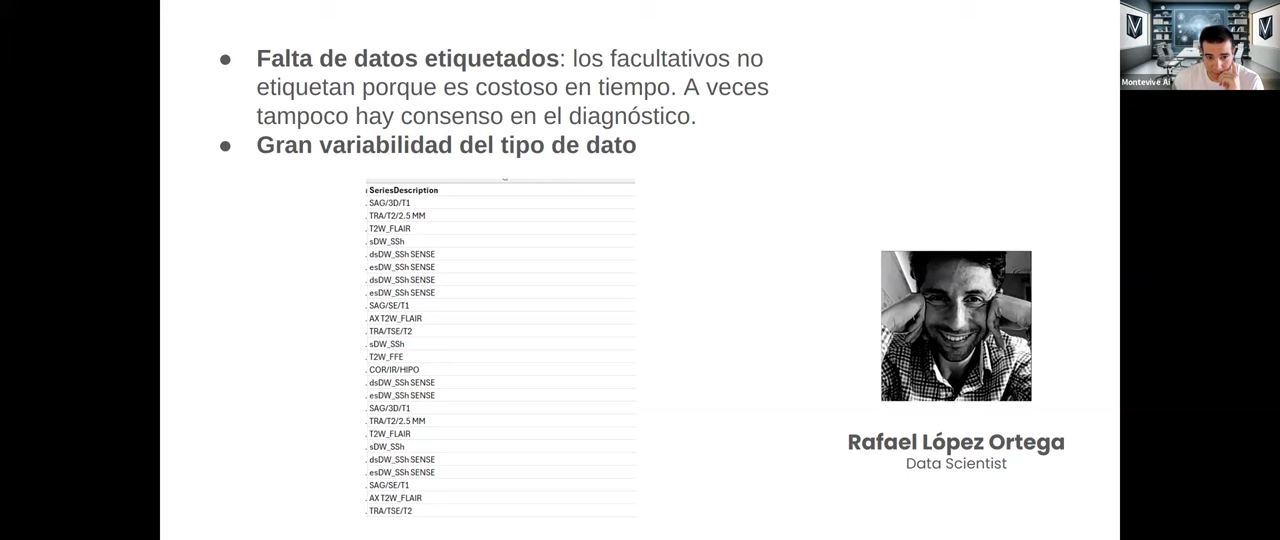 ● Falta de datos etiquetados: los facultativos no
etiquetan porque es costoso en tiempo. A veces
tampoco hay consenso en el diagnóstico.
● Gran variabilidad del tipo de dato
SeriesDescription
. SAG/3D/T1
. TRA/T2/2.5 MM
. T2W_FLAIR
. sDW_SSh
. dsDW_SSh SENSE
. esDW_SSh SENSE
. dsDW_SSh SENSE
. esDW_SSh SENSE
. SAG/SE/T1
. AX T2W_FLAIR
. TRA/TSE/T2
. sDW_SSh
. T2W_FFE
. COR/IR/HIPO
. dsDW_SSh SENSE
. esDW_SSh SENSE
. SAG/3D/T1
. TRA/T2/2.5 MM
. T2W_FLAIR
. sDW_SSh
. dsDW_SSh SENSE
. esDW_SSh SENSE
. SAG/SE/T1
. AX T2W_FLAIR
. TRA/TSE/T2
Rafael López Ortega
Data Scientist
Montevive Ai